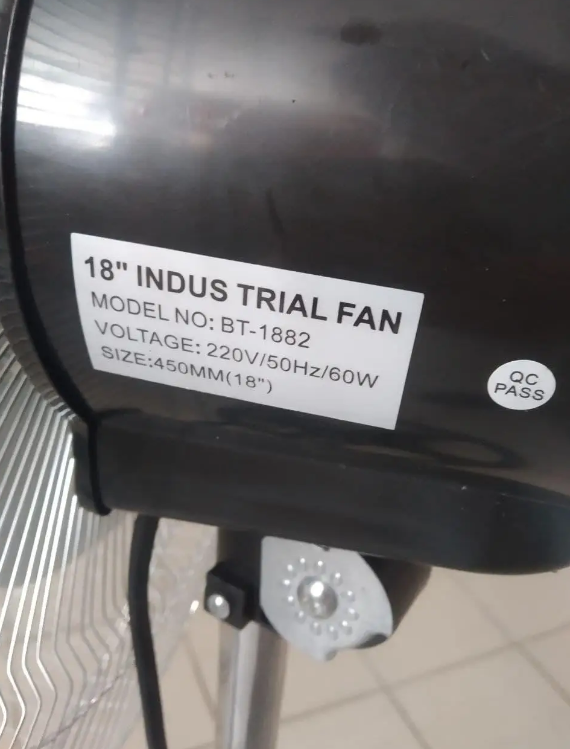 18" INDUS TRIAL FAN
MODEL NO: BT-1882
VOLTAGE: 220V/50Hz/60W
SIZE:450MM(18")
QC
PASS